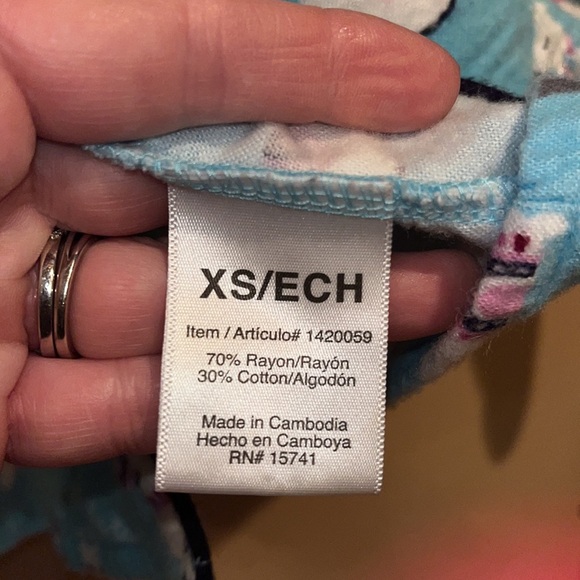 XS/ECH
Item / Artículo# 1420059
70% Rayon/Rayón
30% Cotton/Algodón
Made in Cambodia
Hecho en Camboya
RN# 15741